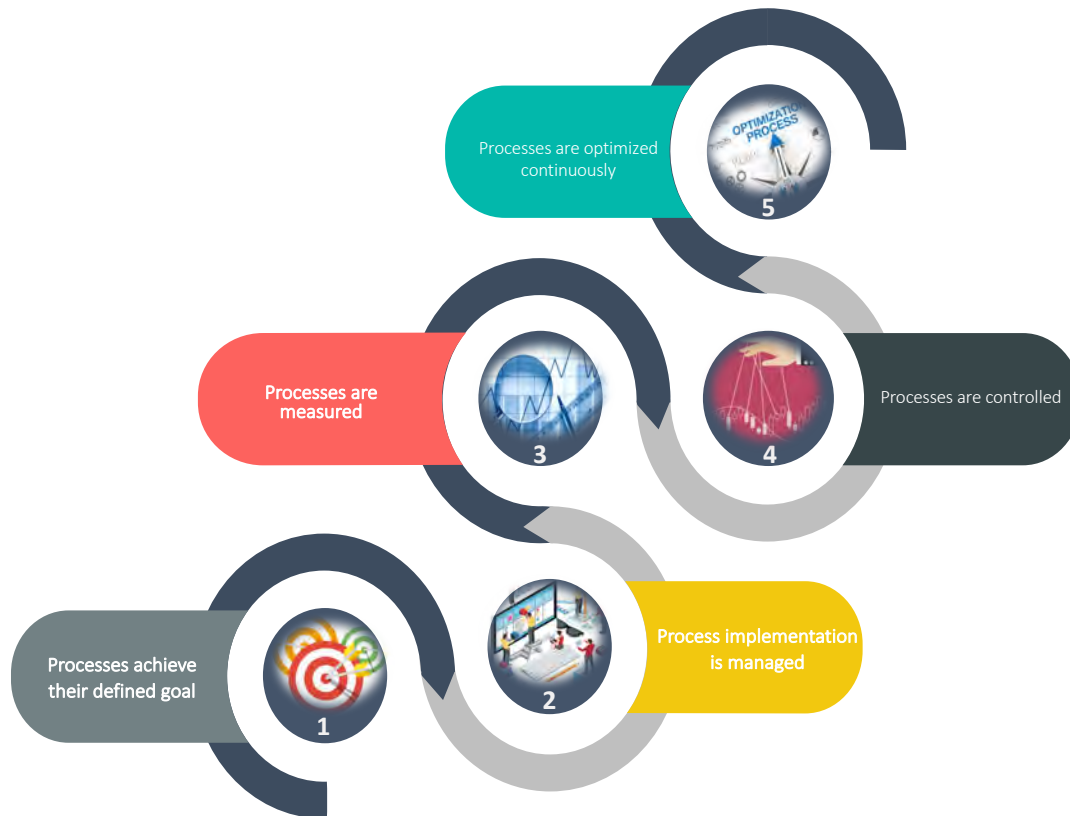 OPTIMIZATION
PROCESS
5
Processes are optimized
continuously
3
Processes are
measured
4
Processes are controlled
1
Processes achieve
their defined goal
2
Process implementation
is managed